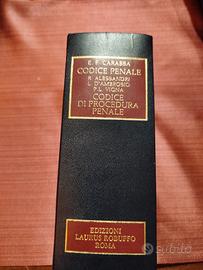 E. F. CARABBA
CODICE PENALE
R. ALESSANDRI
L. D'AMBROSIO
P.L. VIGNA
CODICE
DI PROCEDURA
PENALE
EDIZIONI
LAURUS ROBUFFO
ROMA
subito